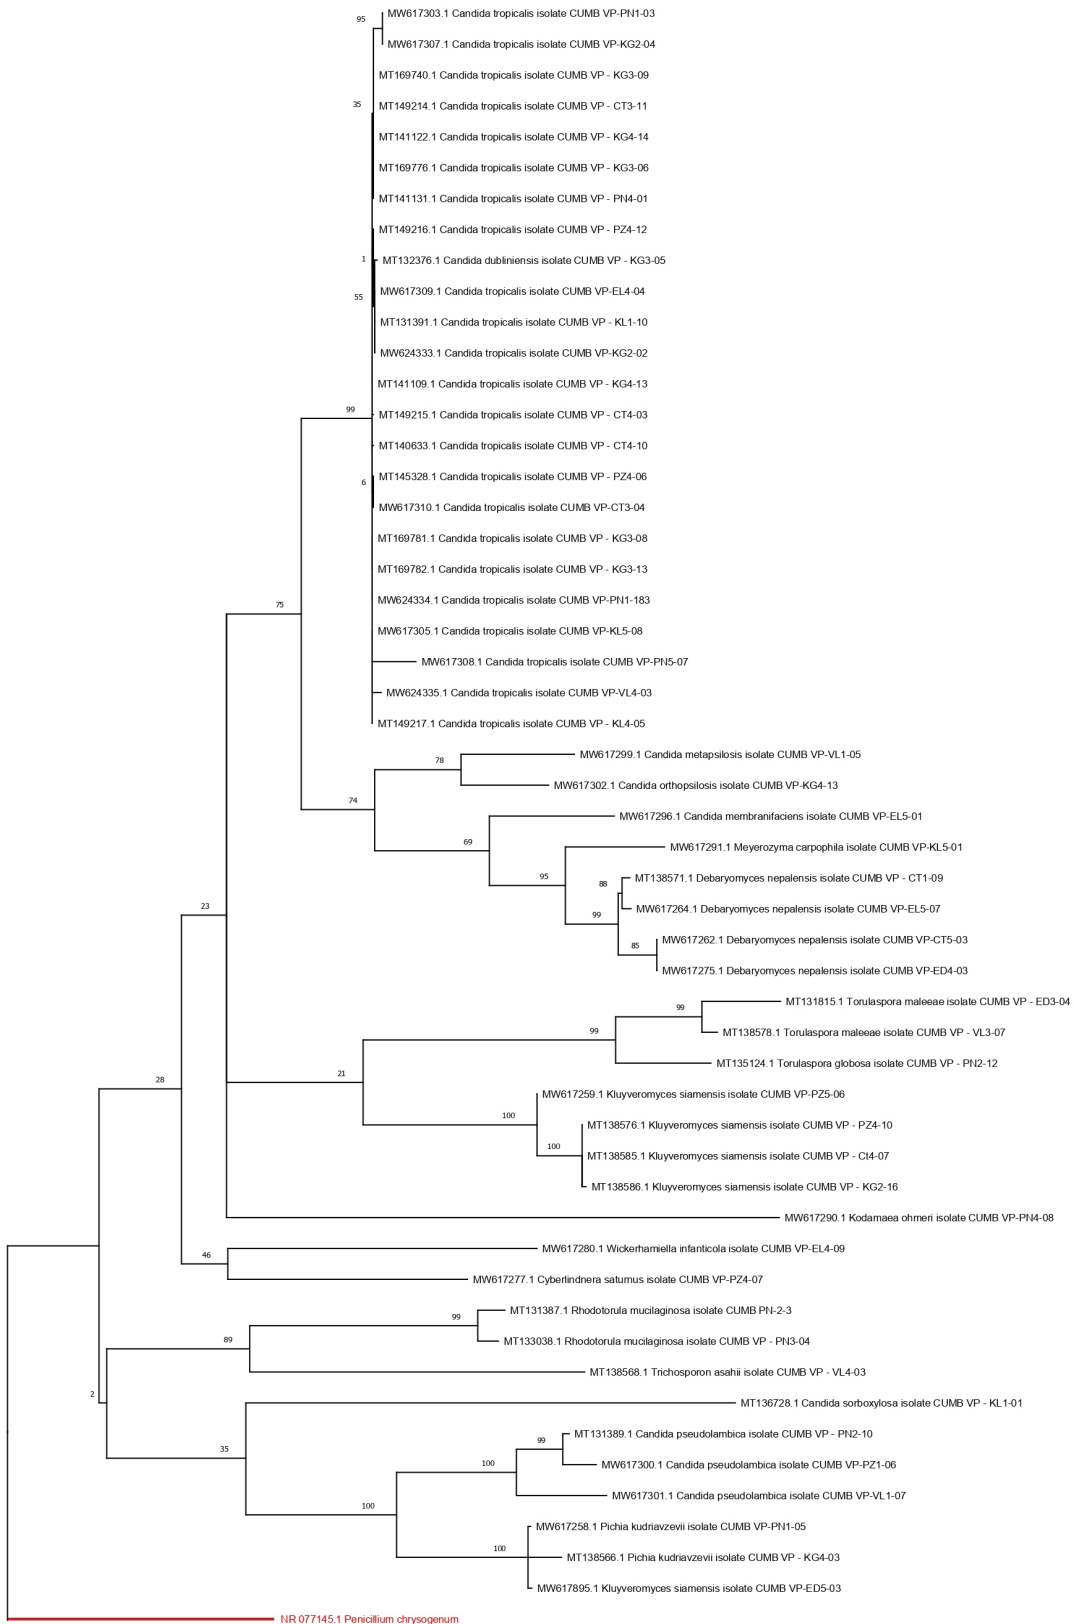 95
MW617303.1 Candida tropicalis isolate CUMB VP-PN1-03
MW617307.1 Candida tropicalis isolate CUMB VP-KG2-04
MT169740.1 Candida tropicalis isolate CUMB VP - KG3-09
35
MT149214.1 Candida tropicalis isolate CUMB VP - CT3-11
MT141122.1 Candida tropicalis isolate CUMB VP - KG4-14
MT169776.1 Candida tropicalis isolate CUMB VP - KG3-06
MT141131.1 Candida tropicalis isolate CUMB VP - PN4-01
MT149216.1 Candida tropicalis isolate CUMB VP - PZ4-12
1
MT132376.1 Candida dubliniensis isolate CUMB VP - KG3-05
55
MW617309.1 Candida tropicalis isolate CUMB VP-EL4-04
MT131391.1 Candida tropicalis isolate CUMB VP - KL1-10
MW624333.1 Candida tropicalis isolate CUMB VP-KG2-02
MT141109.1 Candida tropicalis isolate CUMB VP - KG4-13
99
MT149215.1 Candida tropicalis isolate CUMB VP - CT4-03
MT140633.1 Candida tropicalis isolate CUMB VP - CT4-10
6
MT145328.1 Candida tropicalis isolate CUMB VP - PZ4-06
MW617310.1 Candida tropicalis isolate CUMB VP-CT3-04
MT169781.1 Candida tropicalis isolate CUMB VP - KG3-08
MT169782.1 Candida tropicalis isolate CUMB VP - KG3-13
75
MW624334.1 Candida tropicalis isolate CUMB VP-PN1-183
MW617305.1 Candida tropicalis isolate CUMB VP-KL5-08
MW617308.1 Candida tropicalis isolate CUMB VP-PN5-07
MW624335.1 Candida tropicalis isolate CUMB VP-VL4-03
MT149217.1 Candida tropicalis isolate CUMB VP - KL4-05
78
MW617299.1 Candida metapsilosis isolate CUMB VP-VL1-05
MW617302.1 Candida orthopsilosis isolate CUMB VP-KG4-13
74
MW617296.1 Candida membranifaciens isolate CUMB VP-EL5-01
69
MW617291.1 Meyerozyma carpophila isolate CUMB VP-KL5-01
95
88
MT138571.1 Debaryomyces nepalensis isolate CUMB VP - CT1-09
99
MW617264.1 Debaryomyces nepalensis isolate CUMB VP-EL5-07
23
85
MW617262.1 Debaryomyces nepalensis isolate CUMB VP-CT5-03
MW617275.1 Debaryomyces nepalensis isolate CUMB VP-ED4-03
99
MT131815.1 Torulaspora maleeae isolate CUMB VP - ED3-04
99
MT138578.1 Torulaspora maleeae isolate CUMB VP - VL3-07
MT135124.1 Torulaspora globosa isolate CUMB VP - PN2-12
28
21
MW617259.1 Kluyveromyces siamensis isolate CUMB VP-PZ5-06
100
MT138576.1 Kluyveromyces siamensis isolate CUMB VP - PZ4-10
100
MT138585.1 Kluyveromyces siamensis isolate CUMB VP - Ct4-07
MT138586.1 Kluyveromyces siamensis isolate CUMB VP - KG2-16
MW617290.1 Kodamaea ohmeri isolate CUMB VP-PN4-08
46
MW617280.1 Wickerhamiella infanticola isolate CUMB VP-EL4-09
MW617277.1 Cyberlindnera saturnus isolate CUMB VP-PZ4-07
99
MT131387.1 Rhodotorula mucilaginosa isolate CUMB PN-2-3
89
MT133038.1 Rhodotorula mucilaginosa isolate CUMB VP - PN3-04
MT138568.1 Trichosporon asahii isolate CUMB VP - VL4-03
2
MT136728.1 Candida sorboxylosa isolate CUMB VP - KL1-01
35
99
MT131389.1 Candida pseudolambica isolate CUMB VP - PN2-10
100
MW617300.1 Candida pseudolambica isolate CUMB VP-PZ1-06
MW617301.1 Candida pseudolambica isolate CUMB VP-VL1-07
100
MW617258.1 Pichia kudriavzevii isolate CUMB VP-PN1-05
100
MT138566.1 Pichia kudriavzevii isolate CUMB VP - KG4-03
MW617895.1 Kluyveromyces siamensis isolate CUMB VP-ED5-03
NR 077145.1 Penicillium chrysogenum